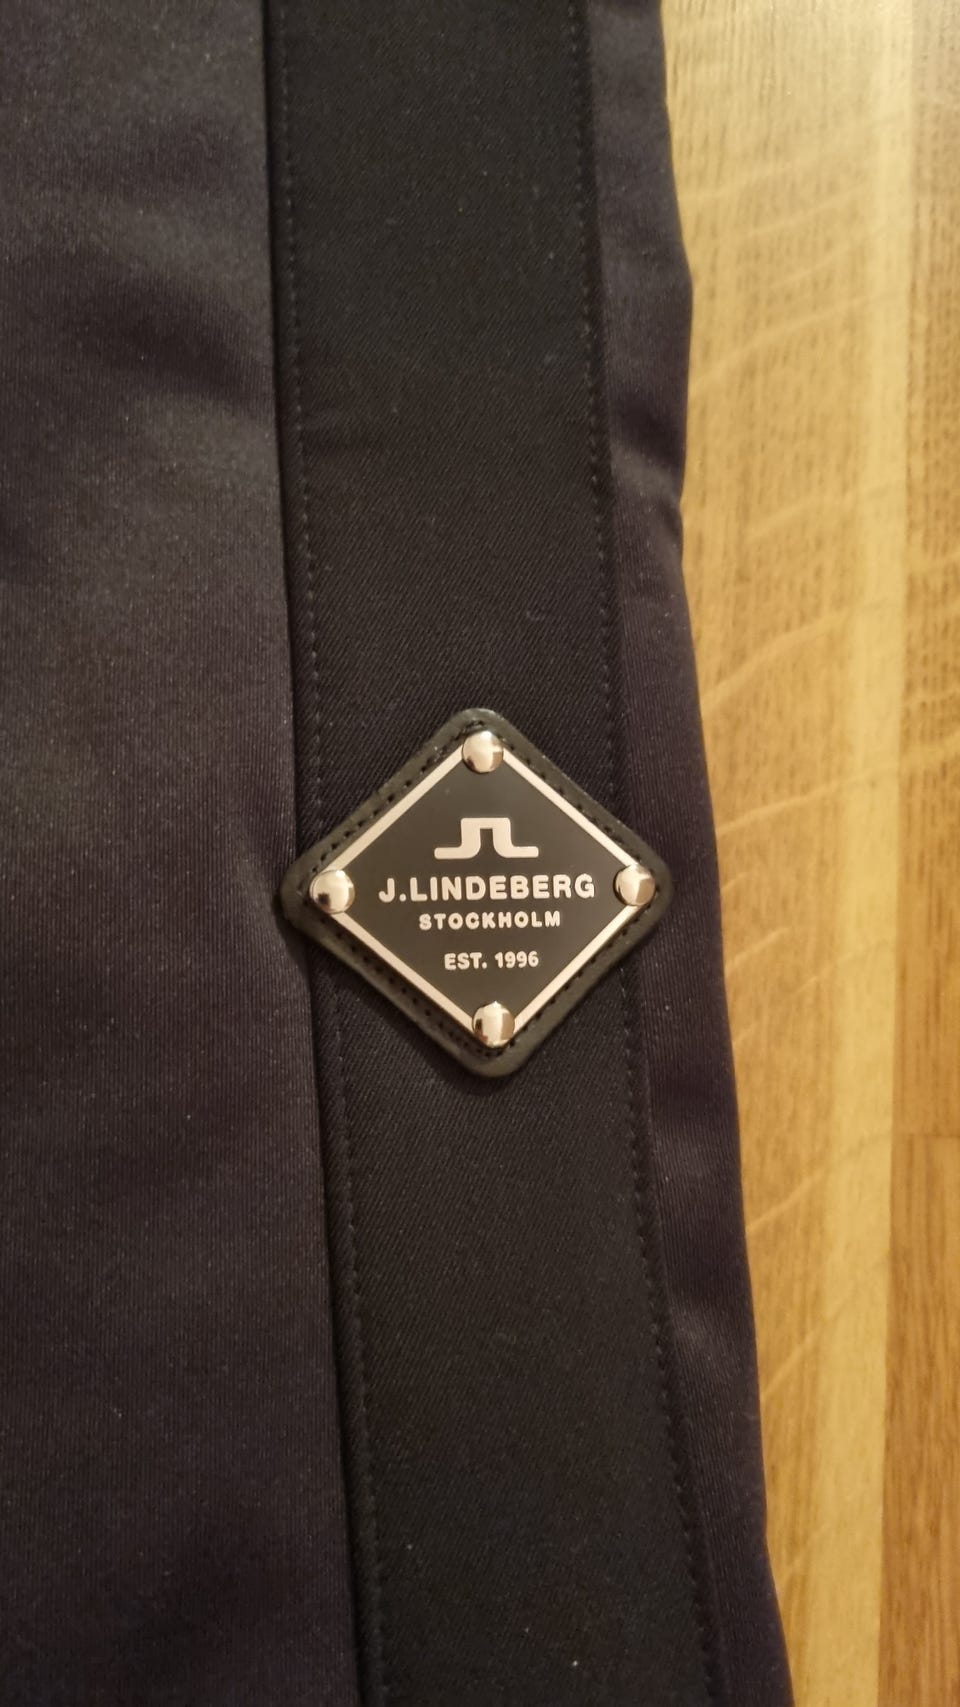 J.LINDEBERG
STOCKHOLM
EST. 1996